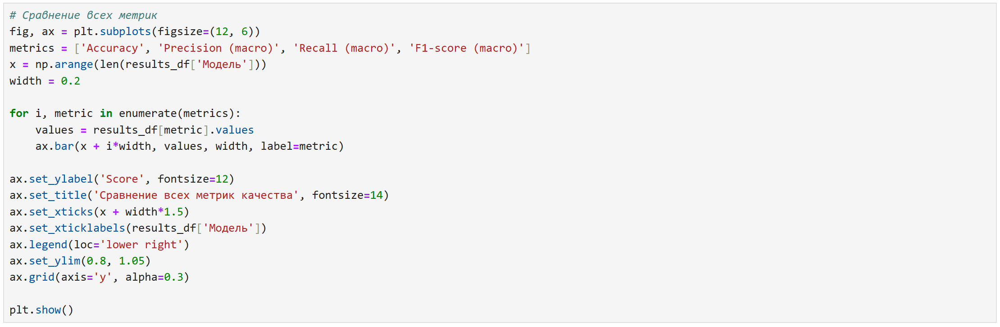 # Сравнение всех метрик
fig, ax = plt.subplots(figsize=(12, 6))
metrics = ['Accuracy', 'Precision (macro)', 'Recall (macro)', 'F1-score (macro)']
x = np.arange(len(results_df['Модель']))
width = 0.2

for i, metric in enumerate(metrics):
    values = results_df[metric].values
    ax.bar(x + i*width, values, width, label=metric)

ax.set_ylabel('Score', fontsize=12)
ax.set_title('Сравнение всех метрик качества', fontsize=14)
ax.set_xticks(x + width*1.5)
ax.set_xticklabels(results_df['Модель'])
ax.legend(loc='lower right')
ax.set_ylim(0.8, 1.05)
ax.grid(axis='y', alpha=0.3)

plt.show()